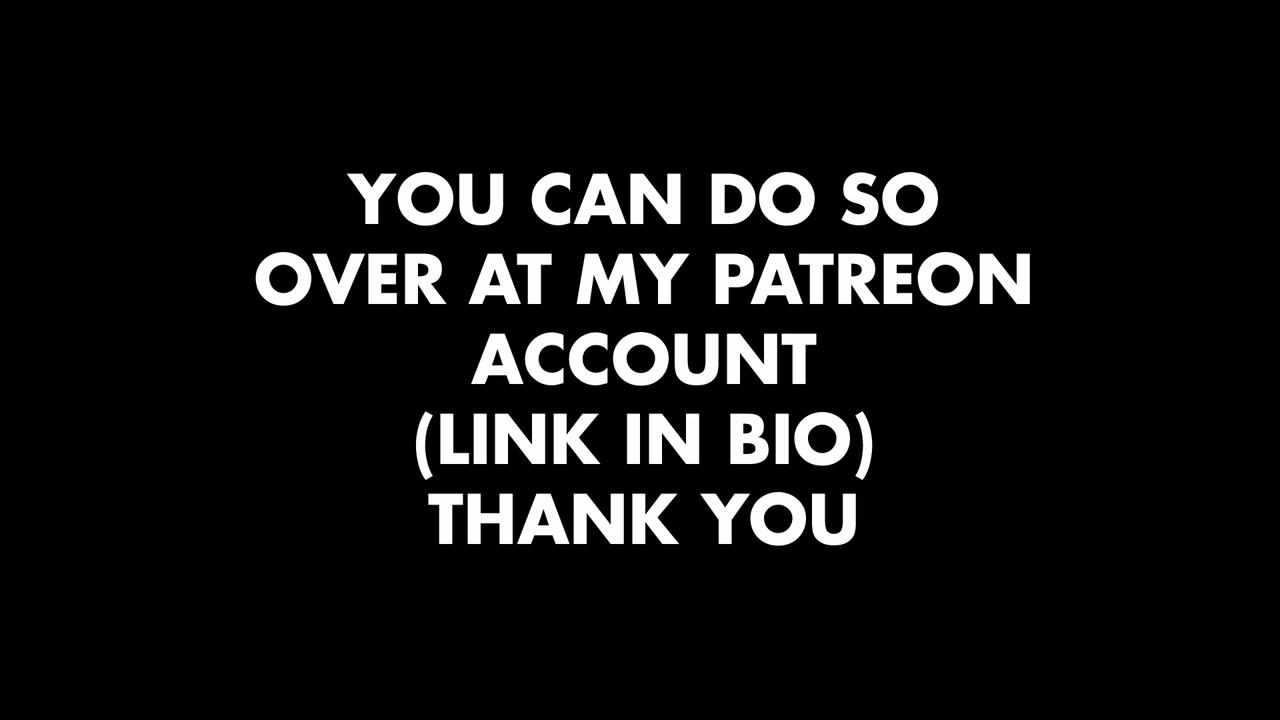 YOU CAN DO SO
OVER AT MY PATREON
ACCOUNT
(LINK IN BIO)
THANK YOU